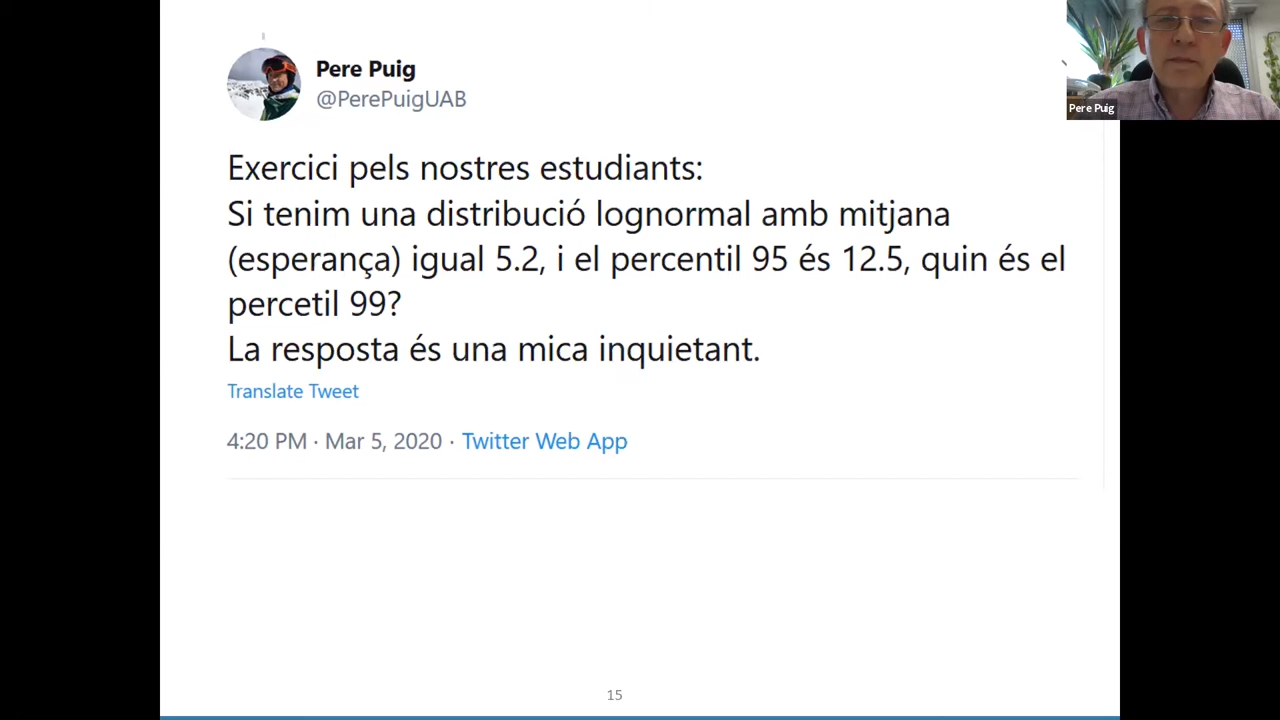 Pere Puig
@PerePuigUAB
Pere Puig
Exercici pels nostres estudiants:
Si tenim una distribució lognormal amb mitjana
(esperança) igual 5.2, i el percentil 95 és 12.5, quin és el
percetil 99?
La resposta és una mica inquietant.
Translate Tweet
4:20 PM · Mar 5, 2020 · Twitter Web App
15